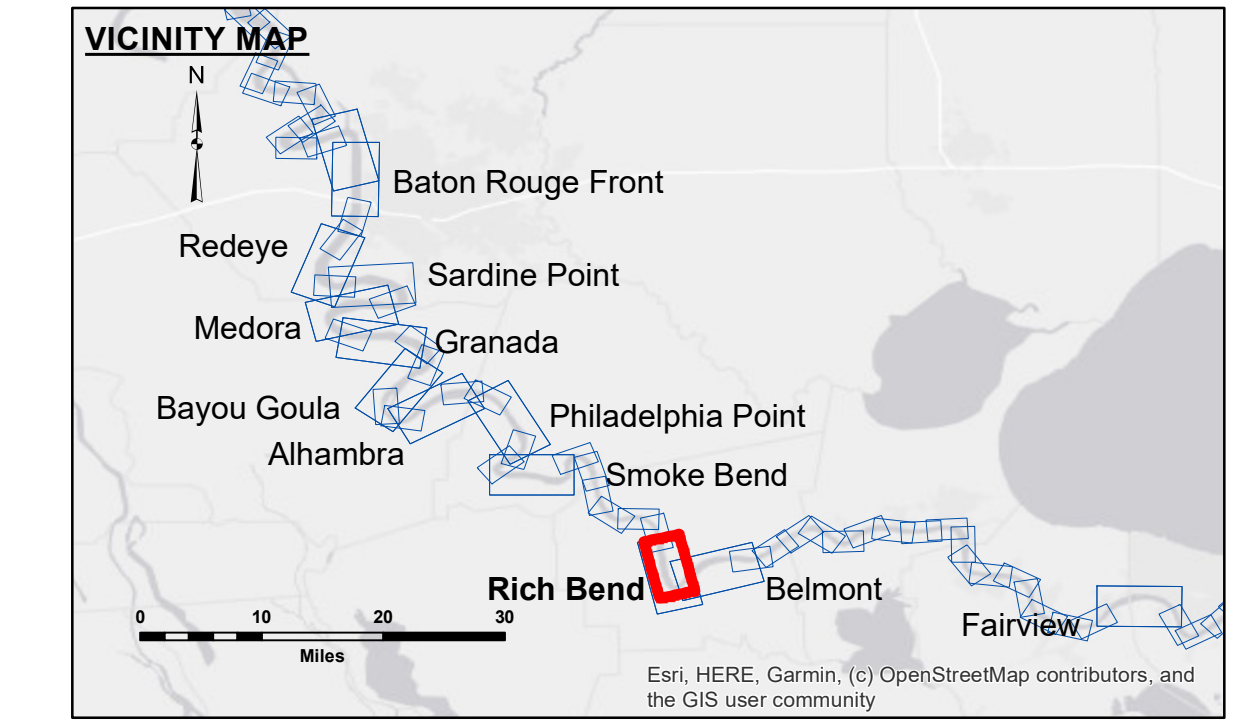 VICINITY MAP
N
Baton Rouge Front
Redeye
Sardine Point
Medora
Granada
Bayou Goula
Philadelphia Point
Alhambra
Smoke Bend
Rich Bend
Belmont
Fairview
0 10 20 30
Miles
Esri, HERE, Garmin, (c) OpenStreetMap contributors, and
the GIS user community